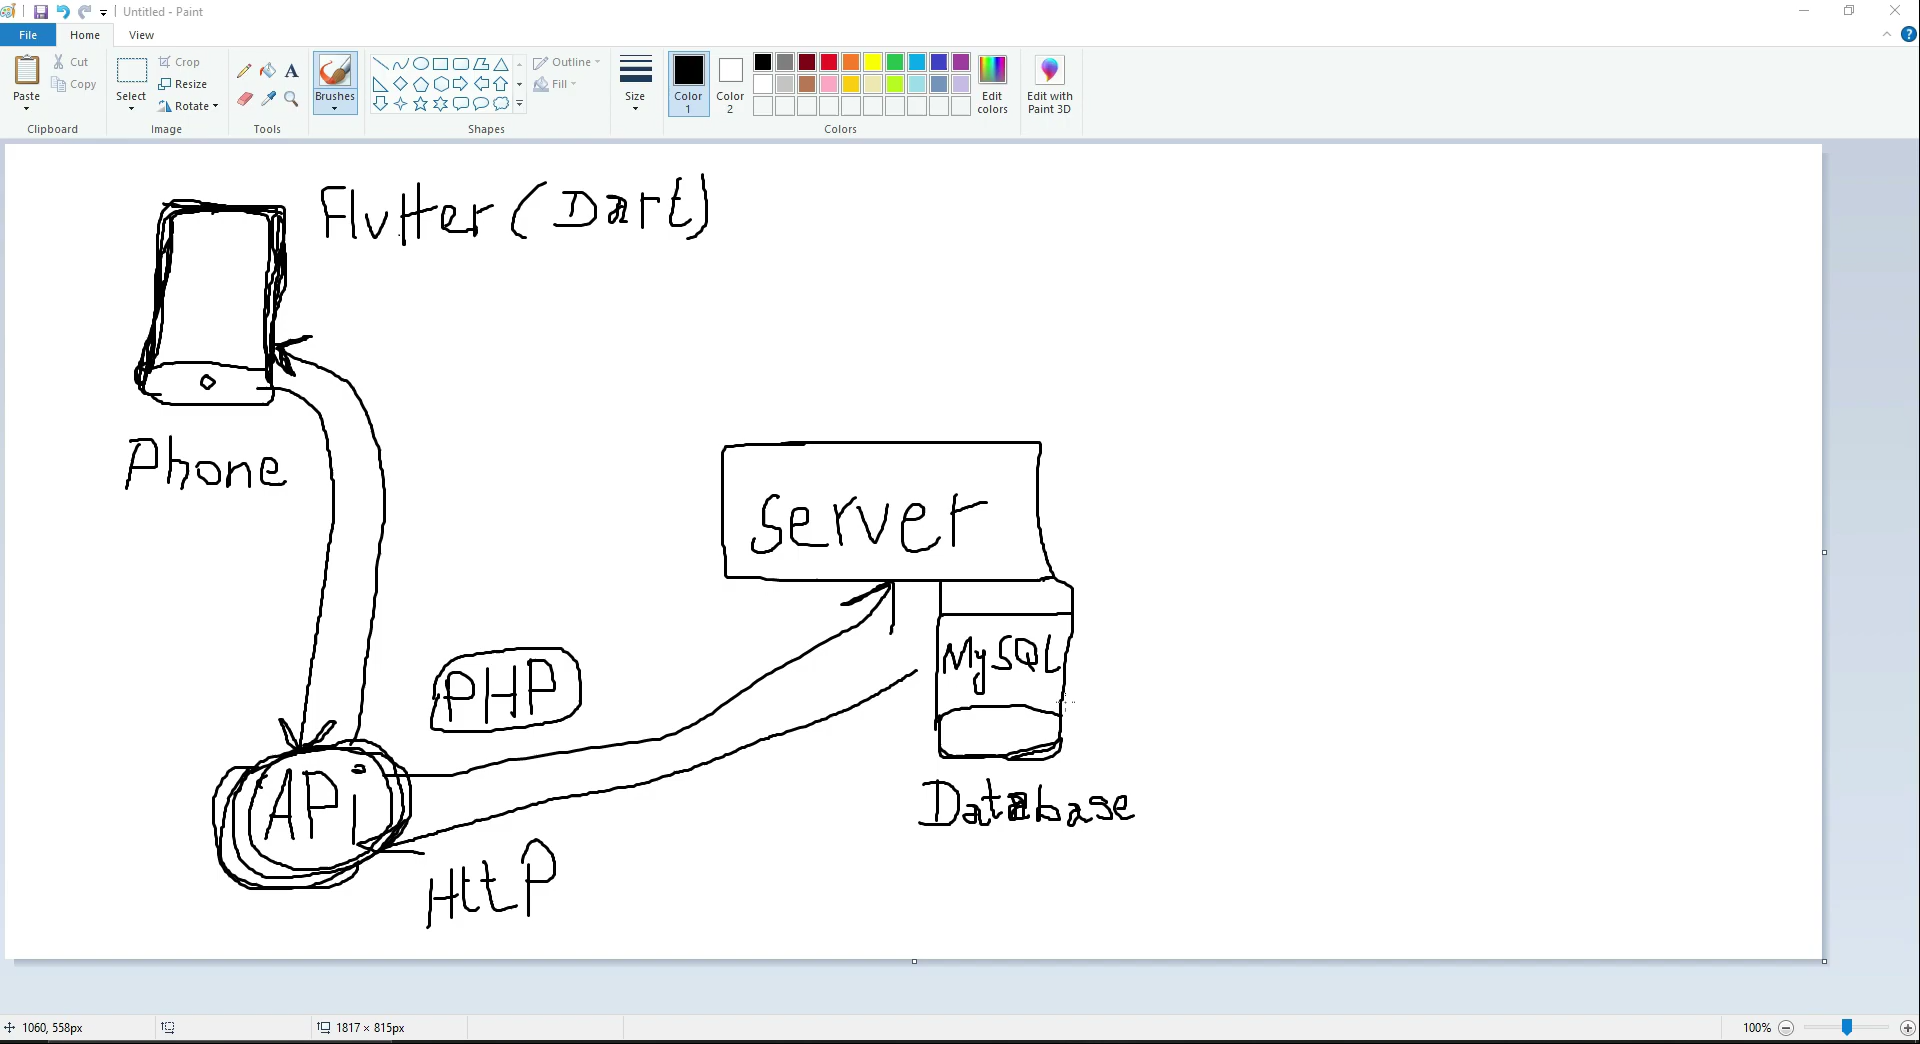 Untitled - Paint
File Home View
Paste
Cut
Copy
Clipboard
Select
Crop
Resize
Rotate
Image
A
Tools
Brushes
Outline
Fill
Shapes
Size
Color 1
Color 2
Edit colors
Colors
Edit with Paint 3D
?
Flutter (Dart)
Phone
Server
PHP
MySQL
API
Database
HttP
1060, 558px
1817 × 815px
100%